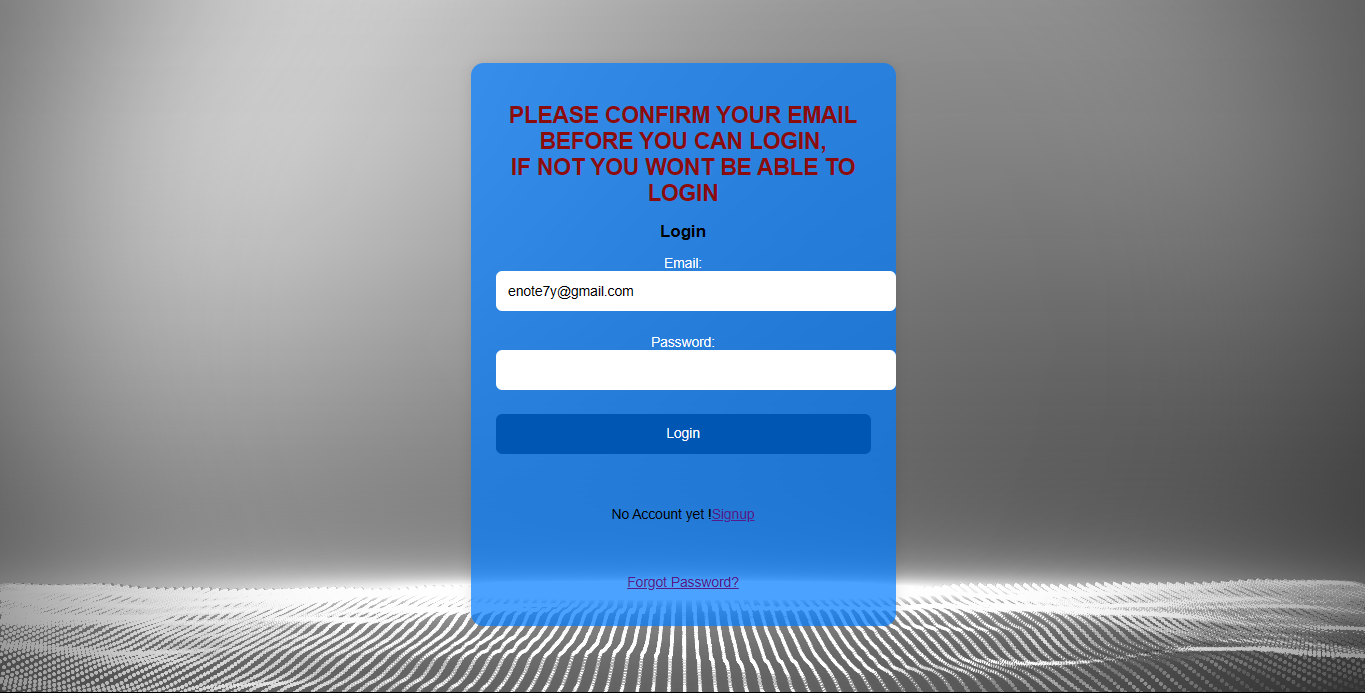 PLEASE CONFIRM YOUR EMAIL
BEFORE YOU CAN LOGIN,
IF NOT YOU WONT BE ABLE TO
LOGIN
Login
Email:
enote7y@gmail.com
Password:
Login
No Account yet !Signup
Forgot Password?